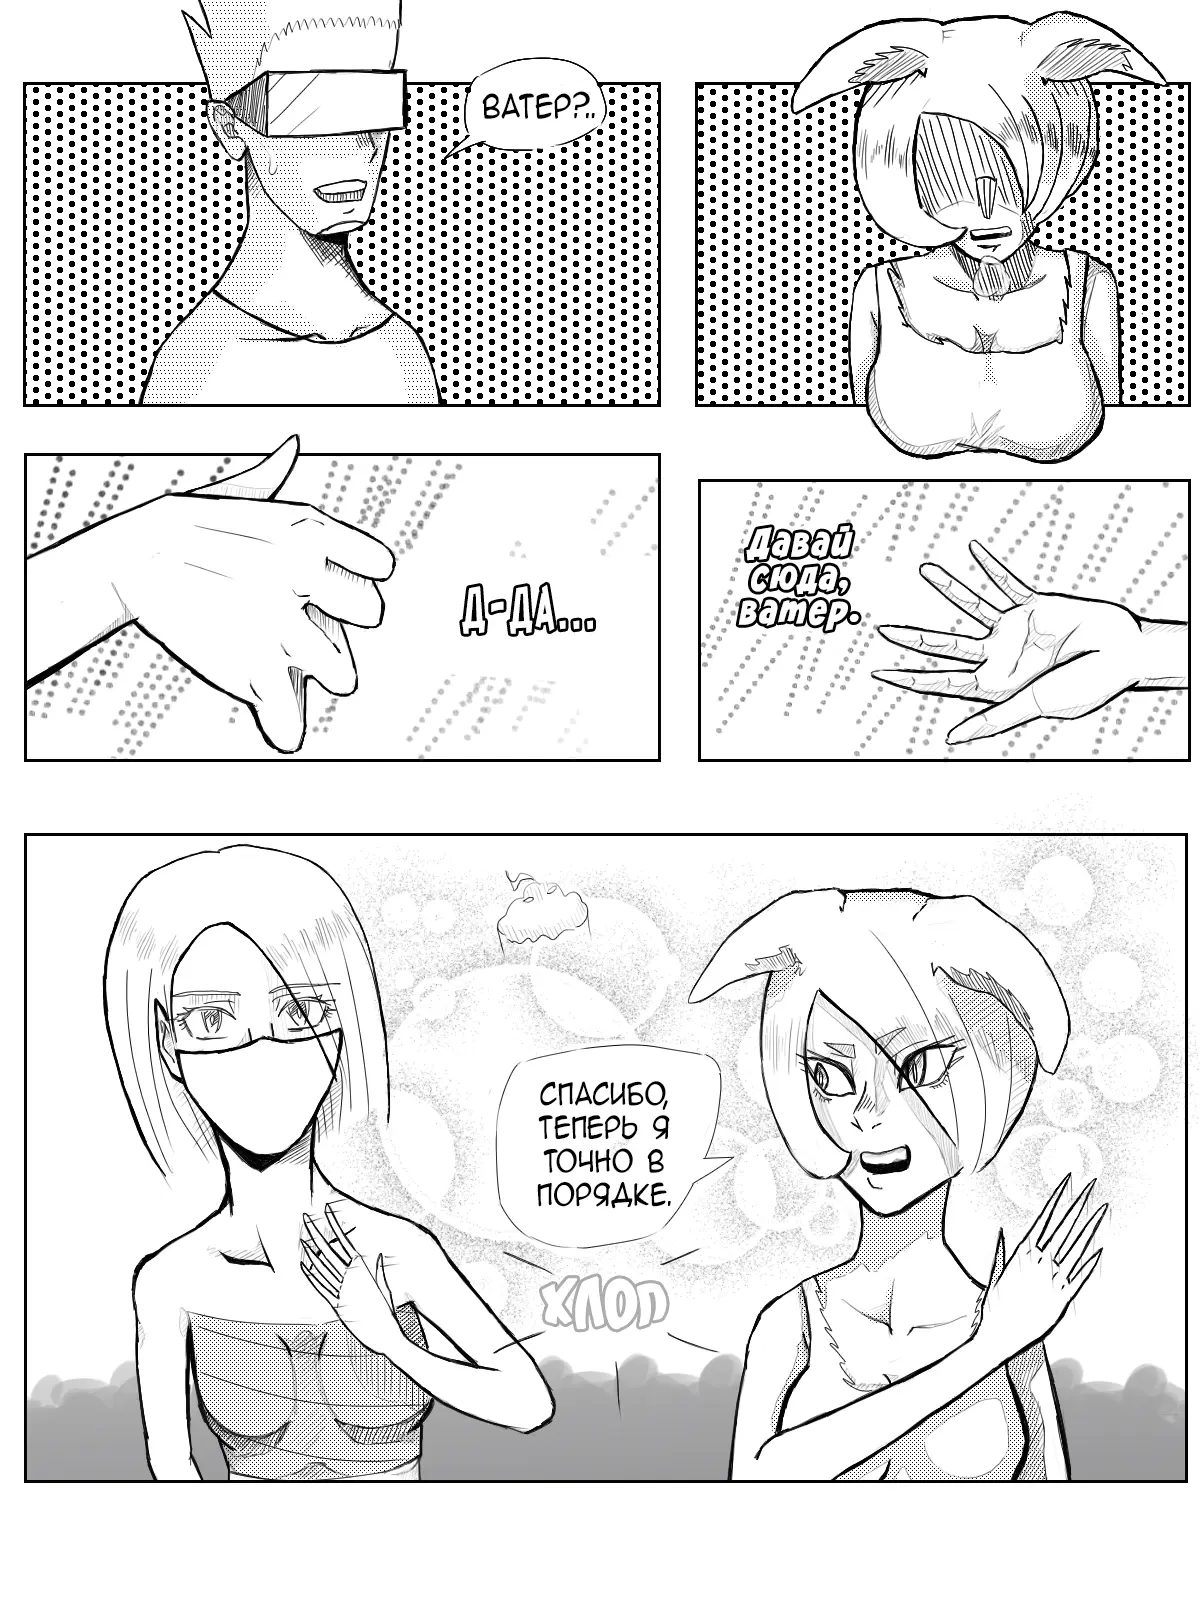 ВАТЕР?..
Д-ДА...
Давай
сюда,
ватер.
СПАСИБО,
ТЕПЕРЬ Я
ТОЧНО В
ПОРЯДКЕ.
ХЛОП